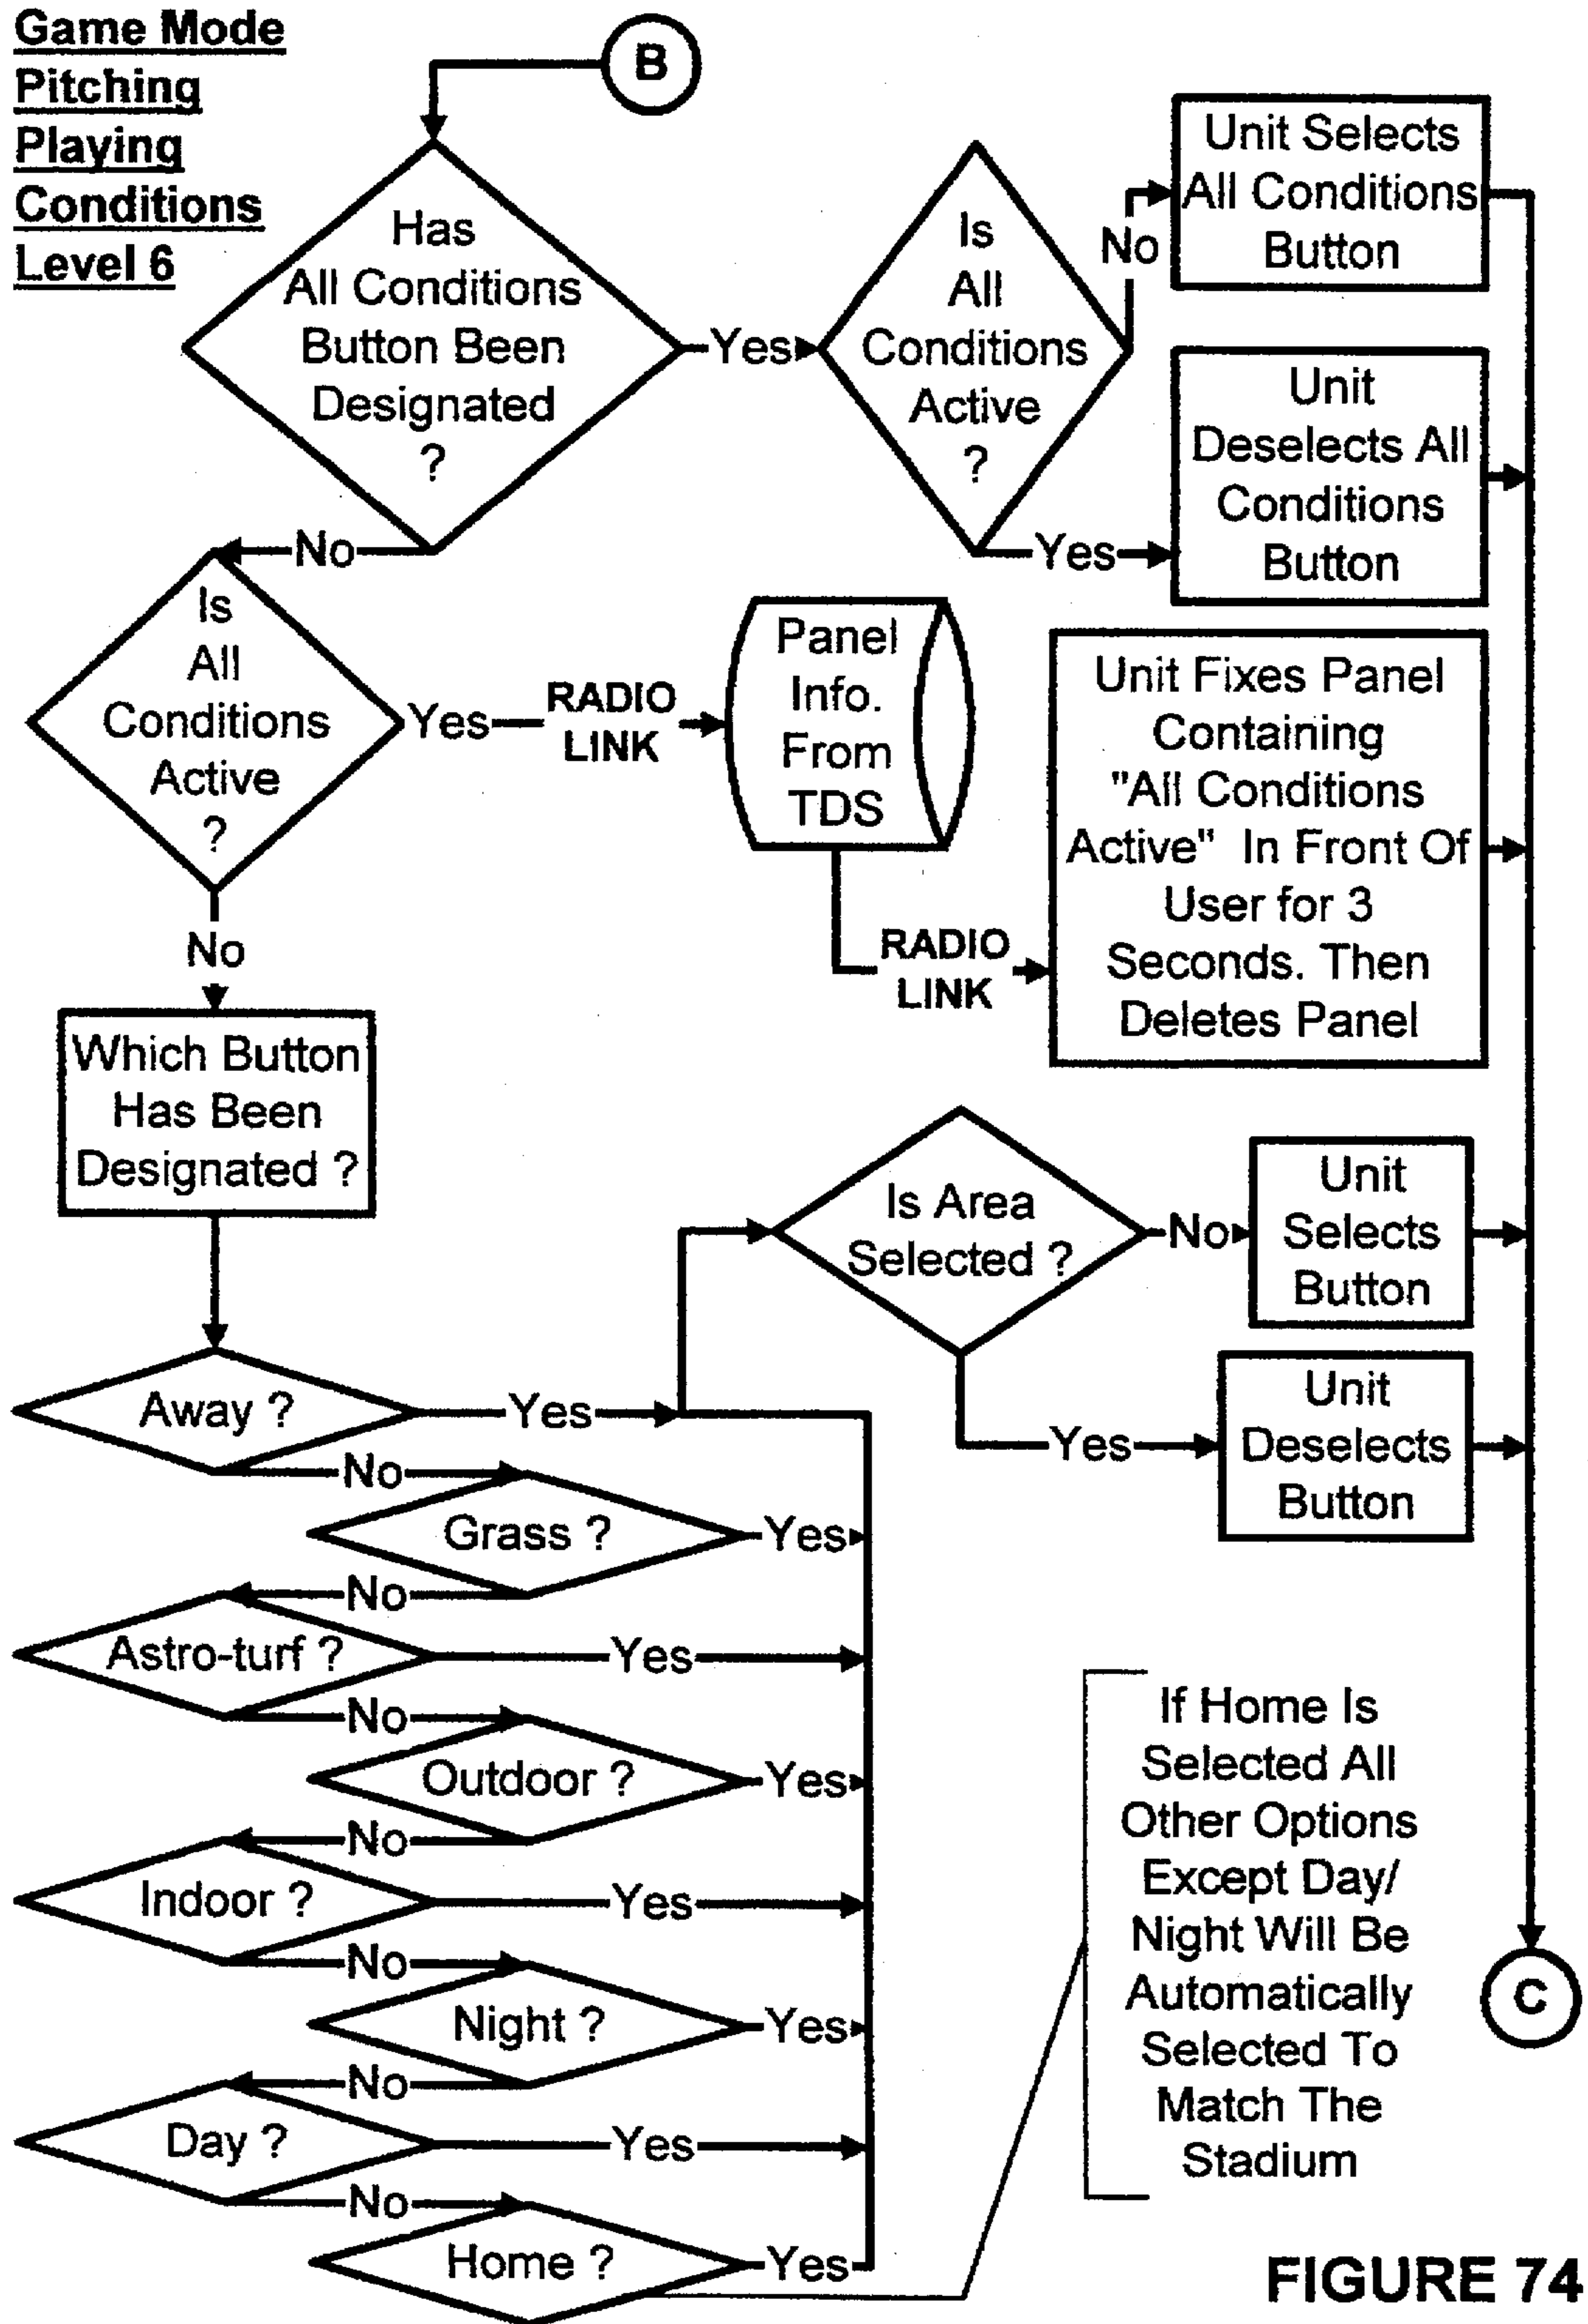 Game Mode
Pitching
Playing
Conditions
Level 6
B
Has
All Conditions
Button Been
Designated
?
Yes
Is
All
Conditions
Active
?
No
Unit Selects
All Conditions
Button
Yes
Unit
Deselects All
Conditions
Button
No
Is
All
Conditions
Active
?
Yes
RADIO
LINK
Panel
Info.
From
TDS
RADIO
LINK
Unit Fixes Panel
Containing
"All Conditions
Active" In Front Of
User for 3
Seconds. Then
Deletes Panel
No
Which Button
Has Been
Designated ?
Is Area
Selected ?
No
Unit
Selects
Button
Yes
Unit
Deselects
Button
Away ?
Yes
No
Grass ?
Yes
No
Astro-turf ?
Yes
No
Outdoor ?
Yes
No
Indoor ?
Yes
No
Night ?
Yes
No
Day ?
Yes
No
Home ?
Yes
If Home Is
Selected All
Other Options
Except Day/
Night Will Be
Automatically
Selected To
Match The
Stadium
C
FIGURE 74